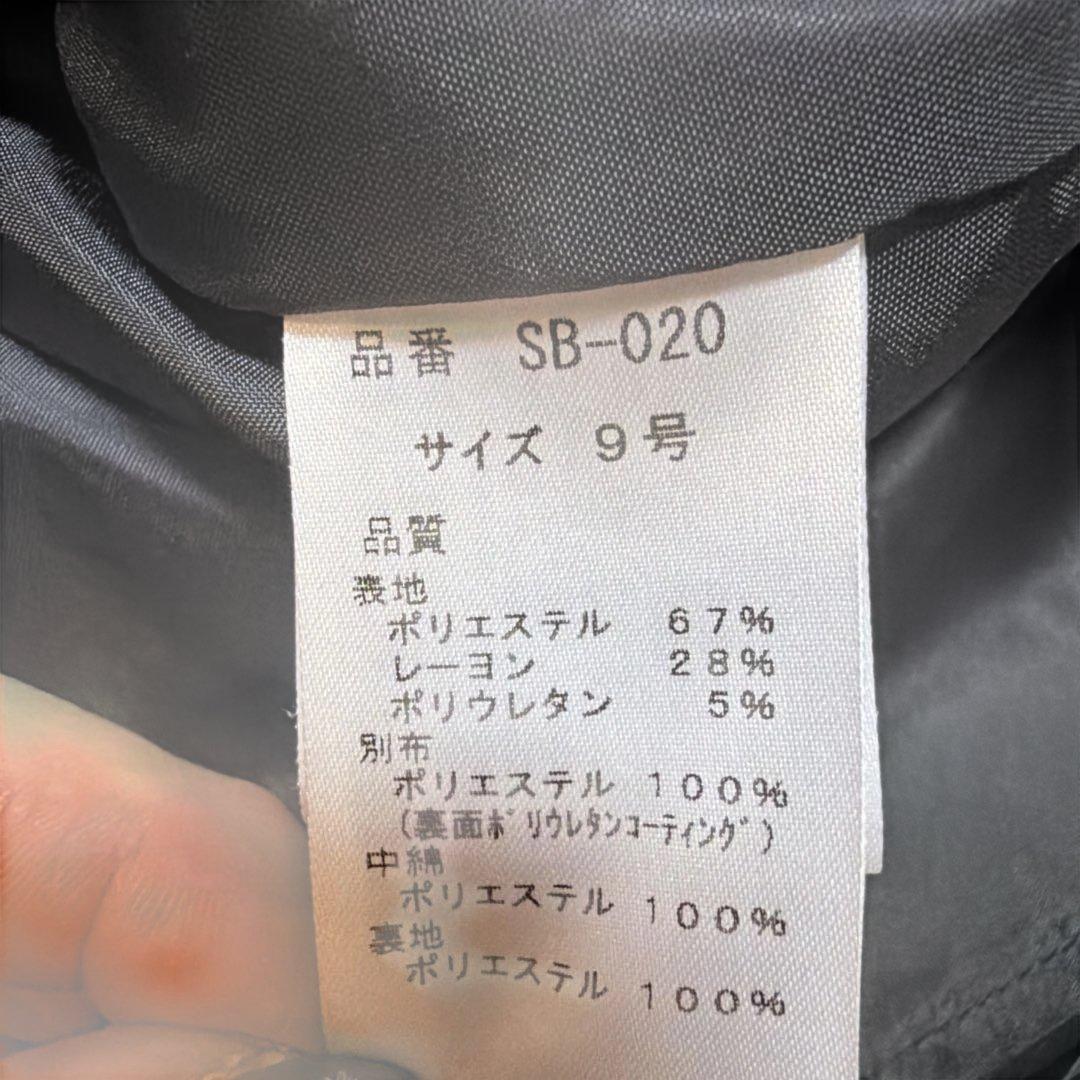 品番 SB-020
サイズ 9号
品質
表地
ポリエステル 67%
レーヨン 28%
ポリウレタン 5%
別布
ポリエステル 100%
(裏面ﾎﾟﾘｳﾚﾀﾝｺｰﾃｨﾝｸﾞ)
中綿
ポリエステル 100%
裏地
ポリエステル 100%